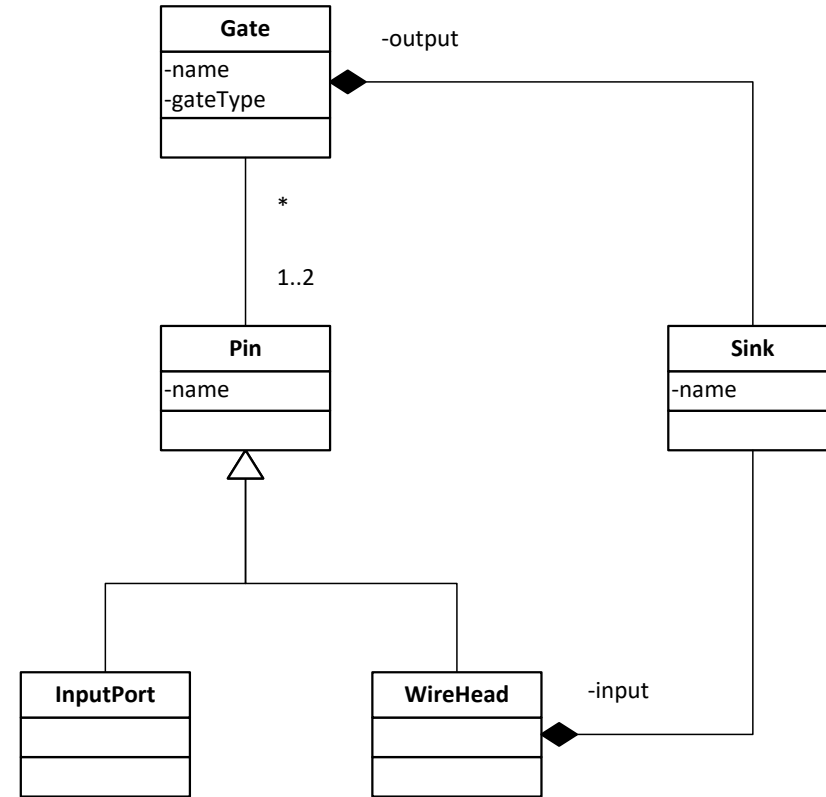 Gate
-output
-name
-gateType
*
1..2
Pin
Sink
-name
-name
InputPort
WireHead
-input